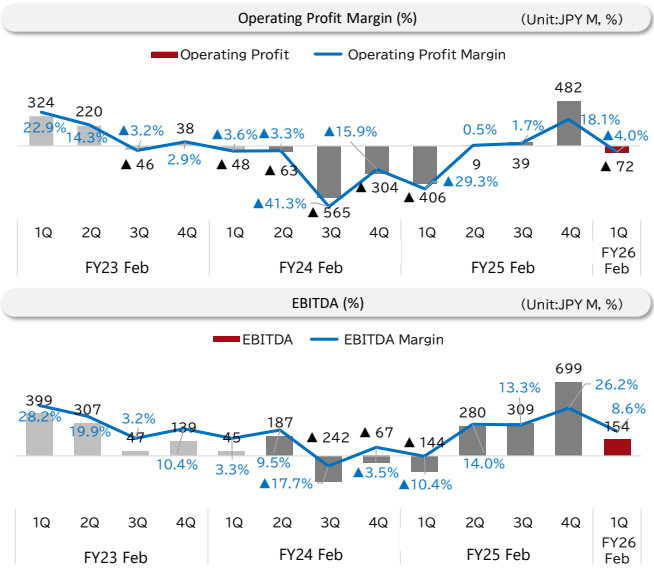 Operating Profit Margin (%)
（Unit:JPY M, %）
Operating Profit
Operating Profit Margin
324
220
▲46
38
▲48
▲63
▲565
▲304
▲406
9
39
482
▲72
22.9%
14.3%
▲3.2%
2.9%
▲3.6%
▲3.3%
▲41.3%
▲15.9%
▲29.3%
0.5%
1.7%
18.1%
▲4.0%
1Q 2Q 3Q 4Q 1Q 2Q 3Q 4Q 1Q 2Q 3Q 4Q 1Q
FY23 Feb
FY24 Feb
FY25 Feb
FY26
Feb
EBITDA (%)
（Unit:JPY M, %）
EBITDA
EBITDA Margin
399
307
47
139
45
187
▲242
▲67
▲144
280
309
699
154
28.2%
19.9%
3.2%
10.4%
3.3%
9.5%
▲17.7%
▲3.5%
▲10.4%
14.0%
13.3%
26.2%
8.6%
1Q 2Q 3Q 4Q 1Q 2Q 3Q 4Q 1Q 2Q 3Q 4Q 1Q
FY23 Feb
FY24 Feb
FY25 Feb
FY26
Feb